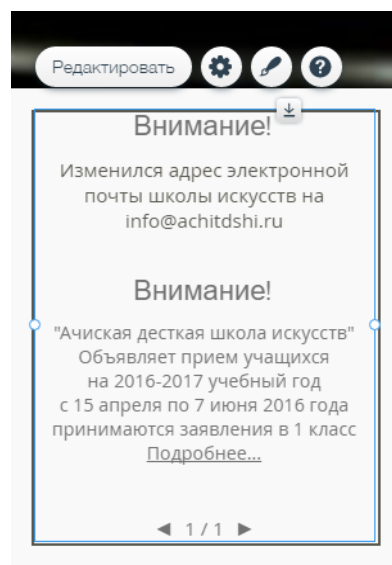 Редактировать
Внимание!
Изменился адрес электронной
почты школы искусств на
info@achitdshi.ru
Внимание!
"Ачиская десткая школа искусств"
Объявляет прием учащихся
на 2016-2017 учебный год
с 15 апреля по 7 июня 2016 года
принимаются заявления в 1 класс
Подробнее...
◄ 1 / 1 ►